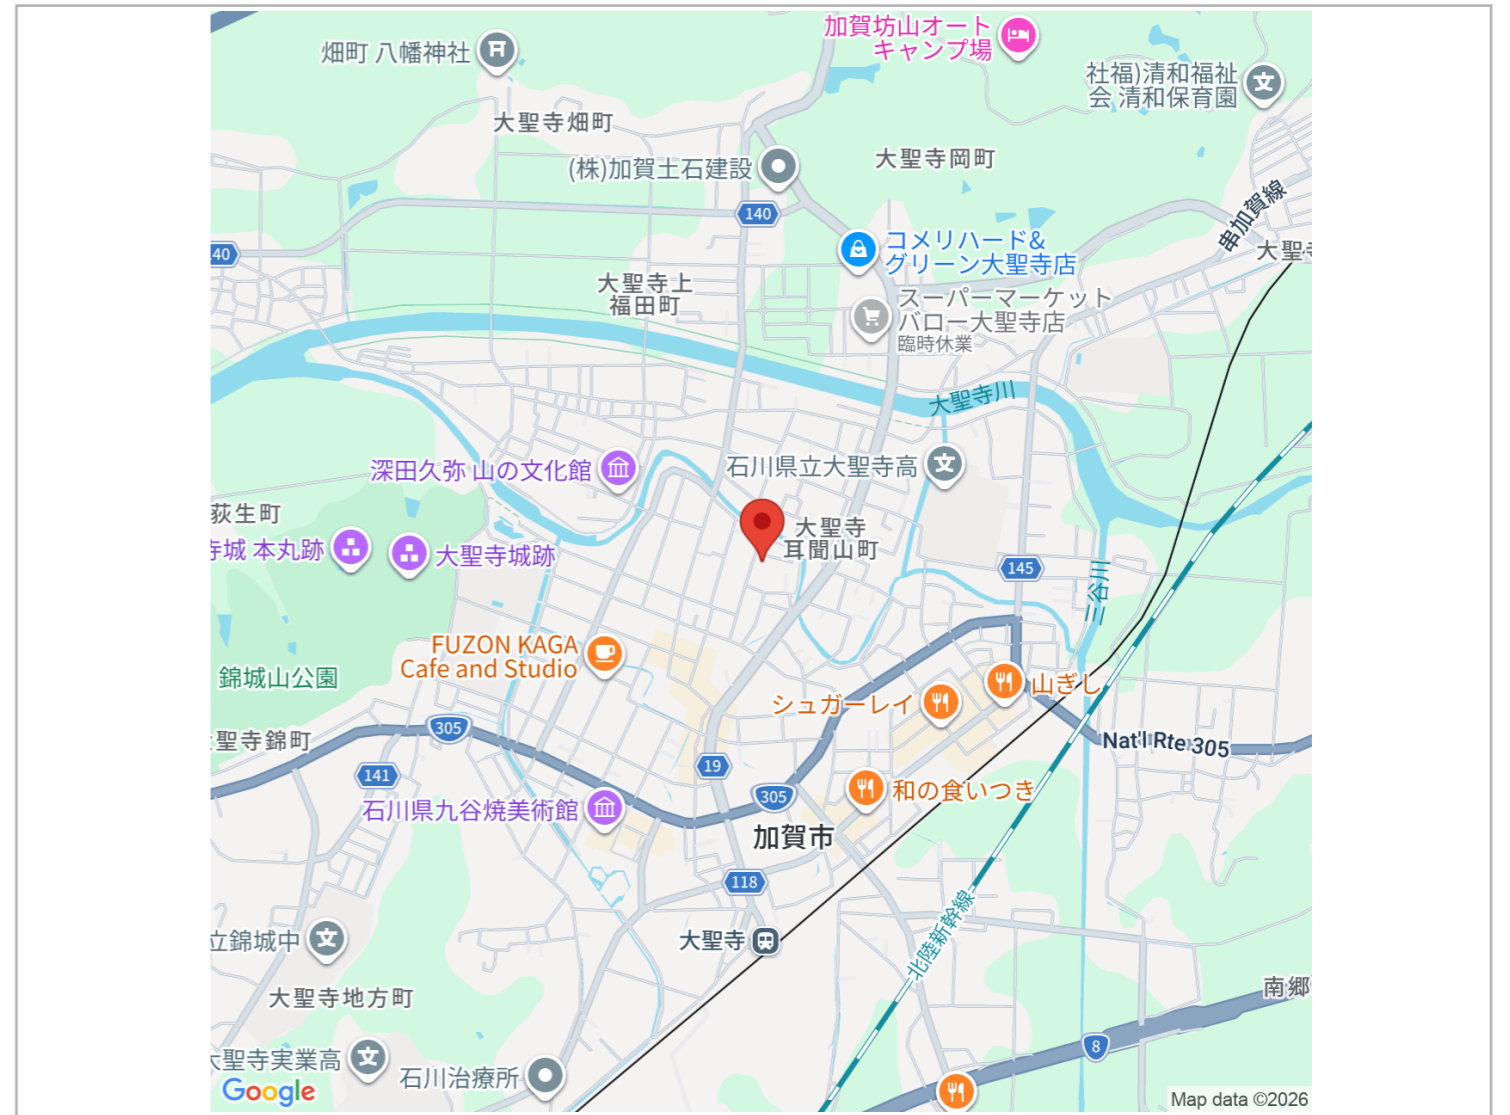 加賀坊山オート
キャンプ場
畑町 八幡神社
社福)清和福祉
会 清和保育園
大聖寺畑町
大聖寺岡町
(株)加賀土石建設
140
串加賀線
コメリハード&
グリーン大聖寺店
40
大聖寺
大聖寺上
福田町
スーパーマーケット
バロー大聖寺店
臨時休業
大聖寺川
深田久弥 山の文化館
石川県立大聖寺高
荻生町
大聖寺
耳聞山町
寺城 本丸跡
大聖寺城跡
145
三谷川
FUZON KAGA
Cafe and Studio
錦城山公園
山ぎし
シュガーレイ
305
聖寺錦町
Nat'l Rte 305
19
141
305
和の食いつき
石川県九谷焼美術館
加賀市
118
北陸新幹線
大聖寺
立錦城中
南郷
大聖寺地方町
8
大聖寺実業高
石川治療所
Google
Map data ©2026